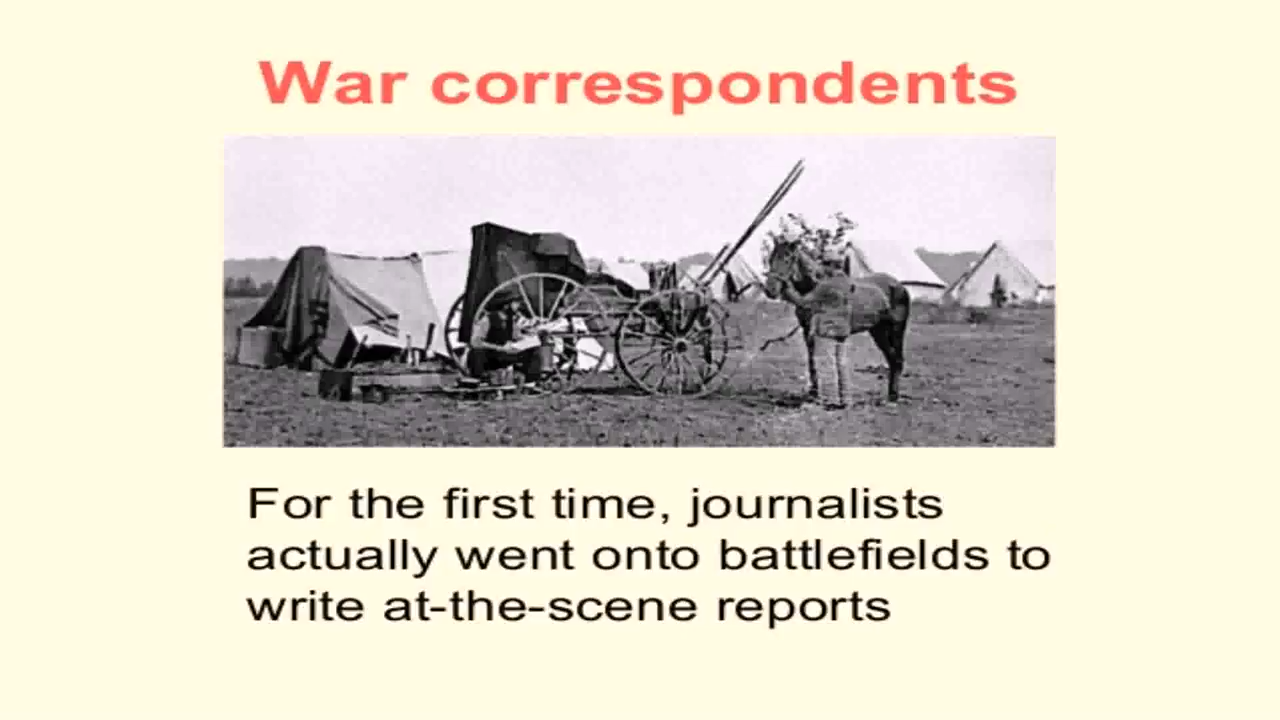 War correspondents
For the first time, journalists
actually went onto battlefields to
write at-the-scene reports